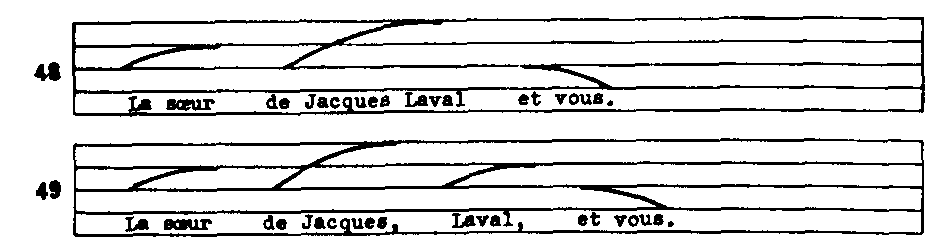 48
La sœur de Jacques Laval et vous.
49
La sœur de Jacques, Laval, et vous.